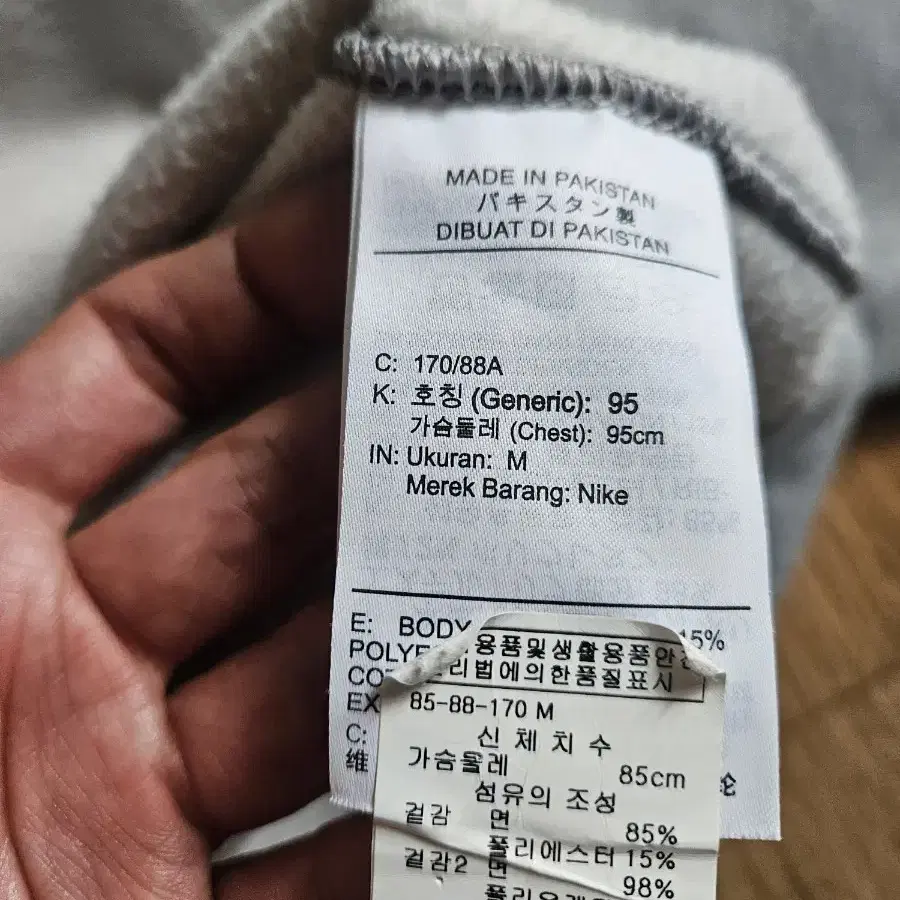 MADE IN PAKISTAN
パキスタン製
DIBUAT DI PAKISTAN
C: 170/88A
K: 호칭 (Generic): 95
가슴둘레 (Chest): 95cm
IN: Ukuran: M
Merek Barang: Nike
E: BODY 15%
용품및생활용품안전
리법에의한품질표시
85-88-170 M
신체치수
가슴둘레 85cm
섬유의 조성
겉감 면 85%
폴리에스터 15%
겉감2 면 98%
C:
维